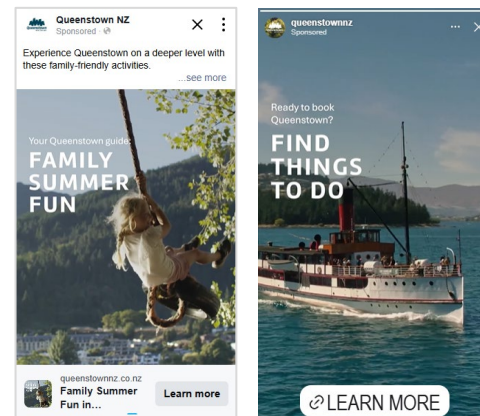 Queenstown NZ
Sponsored ·
Experience Queenstown on a deeper level with
these family-friendly activities.
...see more
Your Queenstown guide:
FAMILY
SUMMER
FUN
queenstownnz.co.nz
Family Summer
Fun in...
Learn more
queenstownnz
Sponsored
Ready to book
Queenstown?
FIND
THINGS
TO DO
LEARN MORE